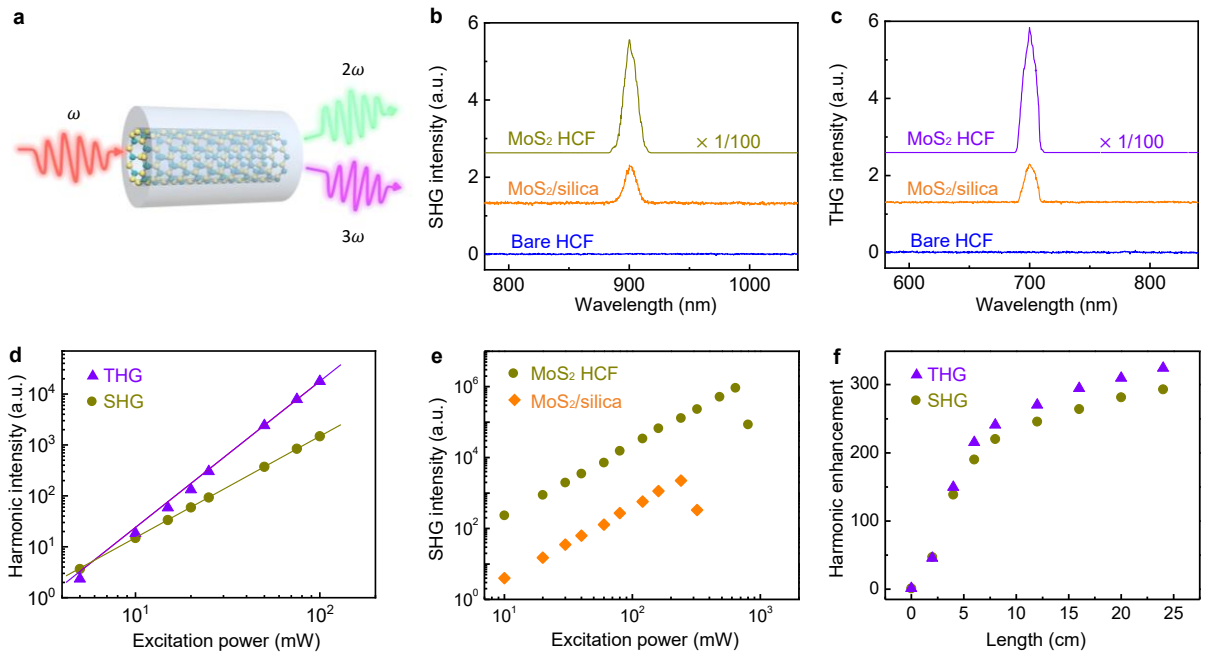 a
ω
2ω
3ω
b
SHG intensity (a.u.)
6
4
2
0
MoS₂ HCF
× 1/100
MoS₂/silica
Bare HCF
800
900
1000
Wavelength (nm)
c
THG intensity (a.u.)
6
4
2
0
MoS₂ HCF
× 1/100
MoS₂/silica
Bare HCF
600
700
800
Wavelength (nm)
d
Harmonic intensity (a.u.)
10⁴
10³
10²
10¹
10⁰
THG
SHG
10¹
10²
Excitation power (mW)
e
SHG intensity (a.u.)
10⁶
10⁴
10²
10⁰
MoS₂ HCF
MoS₂/silica
10¹
10²
10³
Excitation power (mW)
f
Harmonic enhancement
300
200
100
0
THG
SHG
0
5
10
15
20
25
Length (cm)